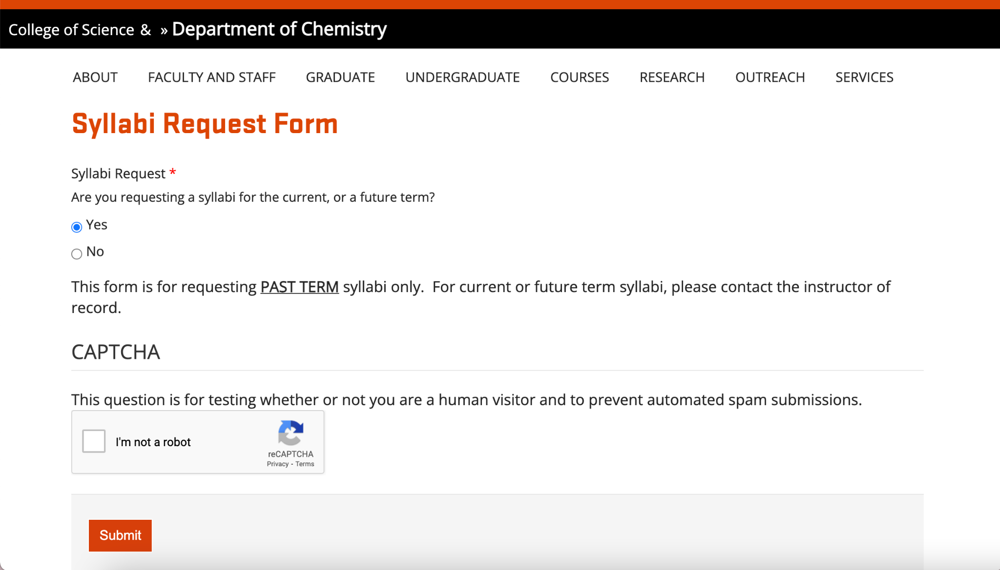 College of Science & » Department of Chemistry
ABOUT FACULTY AND STAFF GRADUATE UNDERGRADUATE COURSES RESEARCH OUTREACH SERVICES
Syllabi Request Form
Syllabi Request *
Are you requesting a syllabi for the current, or a future term?
Yes
No
This form is for requesting PAST TERM syllabi only. For current or future term syllabi, please contact the instructor of
record.
CAPTCHA
This question is for testing whether or not you are a human visitor and to prevent automated spam submissions.
I'm not a robot
reCAPTCHA
Privacy - Terms
Submit